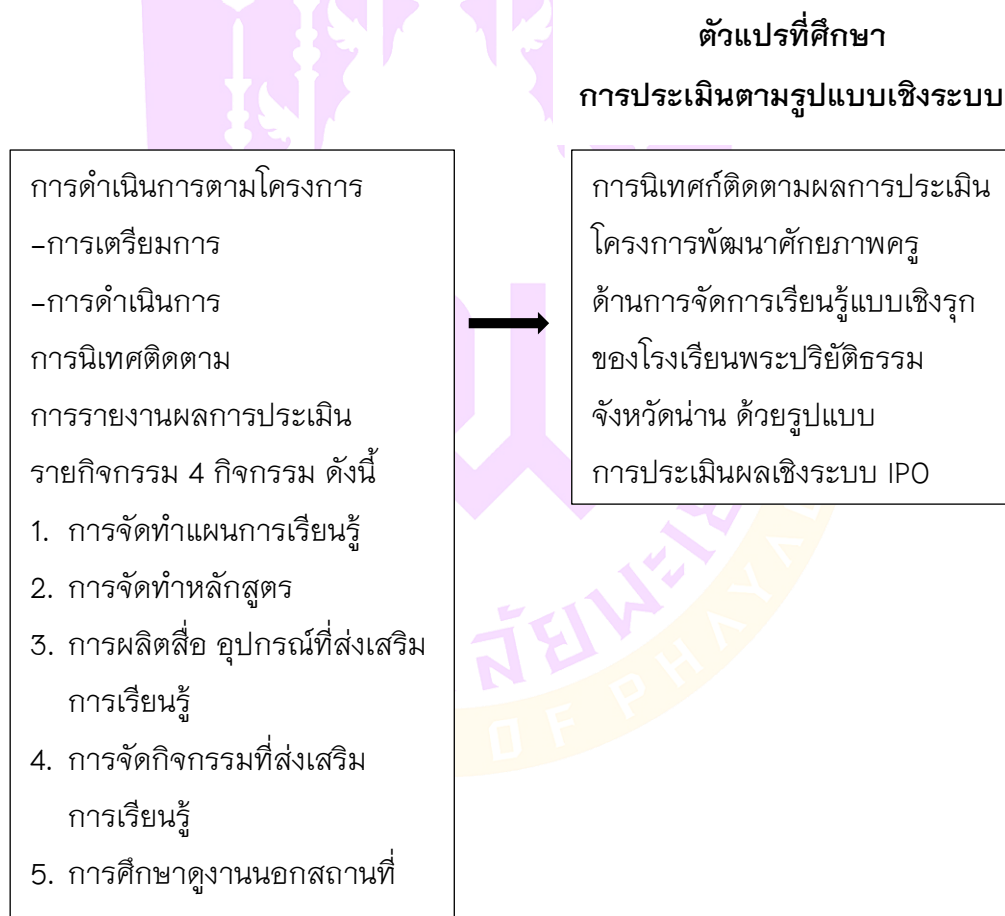 ตัวแปรที่ศึกษา
การประเมินตามรูปแบบเชิงระบบ
การดำเนินการตามโครงการ
-การเตรียมการ
-การดำเนินการ
การนิเทศติดตาม
การรายงานผลการประเมิน
รายกิจกรรม 4 กิจกรรม ดังนี้
1. การจัดทำแผนการเรียนรู้
2. การจัดทำหลักสูตร
3. การผลิตสื่อ อุปกรณ์ที่ส่งเสริม
การเรียนรู้
4. การจัดกิจกรรมที่ส่งเสริม
การเรียนรู้
5. การศึกษาดูงานนอกสถานที่
การนิเทศก์ติดตามผลการประเมิน
โครงการพัฒนาศักยภาพครู
ด้านการจัดการเรียนรู้แบบเชิงรุก
ของโรงเรียนพระปริยัติธรรม
จังหวัดน่าน ด้วยรูปแบบ
การประเมินผลเชิงระบบ IPO
OF PHAYA